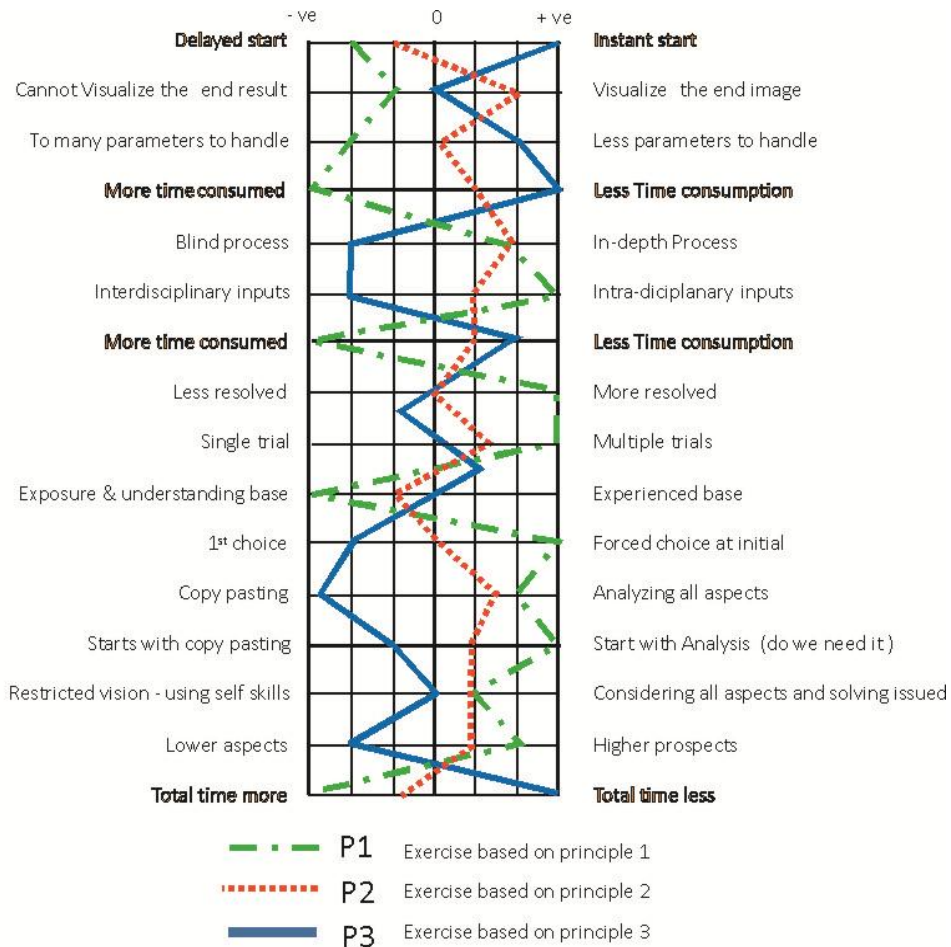 - ve 0 + ve
Delayed start Instant start
Cannot Visualize the end result Visualize the end image
To many parameters to handle Less parameters to handle
More time consumed Less Time consumption
Blind process In-depth Process
Interdisciplinary inputs Intra-diciplanary inputs
More time consumed Less Time consumption
Less resolved More resolved
Single trial Multiple trials
Exposure & understanding base Experienced base
1st choice Forced choice at initial
Copy pasting Analyzing all aspects
Starts with copy pasting Start with Analysis (do we need it )
Restricted vision - using self skills Considering all aspects and solving issued
Lower aspects Higher prospects
Total time more Total time less
P1 Exercise based on principle 1
P2 Exercise based on principle 2
P3 Exercise based on principle 3